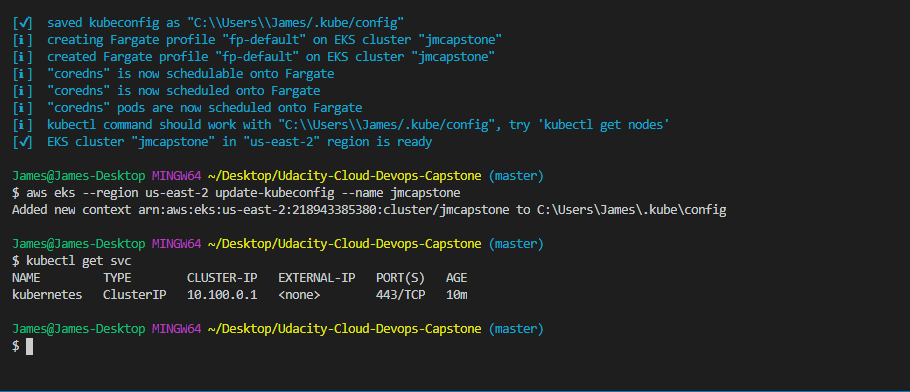 [✔]  saved kubeconfig as "C:\\Users\\James/.kube/config"
[ℹ]  creating Fargate profile "fp-default" on EKS cluster "jmcapstone"
[ℹ]  created Fargate profile "fp-default" on EKS cluster "jmcapstone"
[ℹ]  "coredns" is now schedulable onto Fargate
[ℹ]  "coredns" is now scheduled onto Fargate
[ℹ]  "coredns" pods are now scheduled onto Fargate
[ℹ]  kubectl command should work with "C:\\Users\\James/.kube/config", try 'kubectl get nodes'
[✔]  EKS cluster "jmcapstone" in "us-east-2" region is ready
James@James-Desktop MINGW64 ~/Desktop/Udacity-Cloud-Devops-Capstone (master)
$ aws eks --region us-east-2 update-kubeconfig --name jmcapstone
Added new context arn:aws:eks:us-east-2:218943385380:cluster/jmcapstone to C:\Users\James\.kube\config
James@James-Desktop MINGW64 ~/Desktop/Udacity-Cloud-Devops-Capstone (master)
$ kubectl get svc
NAME         TYPE        CLUSTER-IP   EXTERNAL-IP   PORT(S)   AGE
kubernetes   ClusterIP   10.100.0.1   <none>        443/TCP   10m
James@James-Desktop MINGW64 ~/Desktop/Udacity-Cloud-Devops-Capstone (master)
$